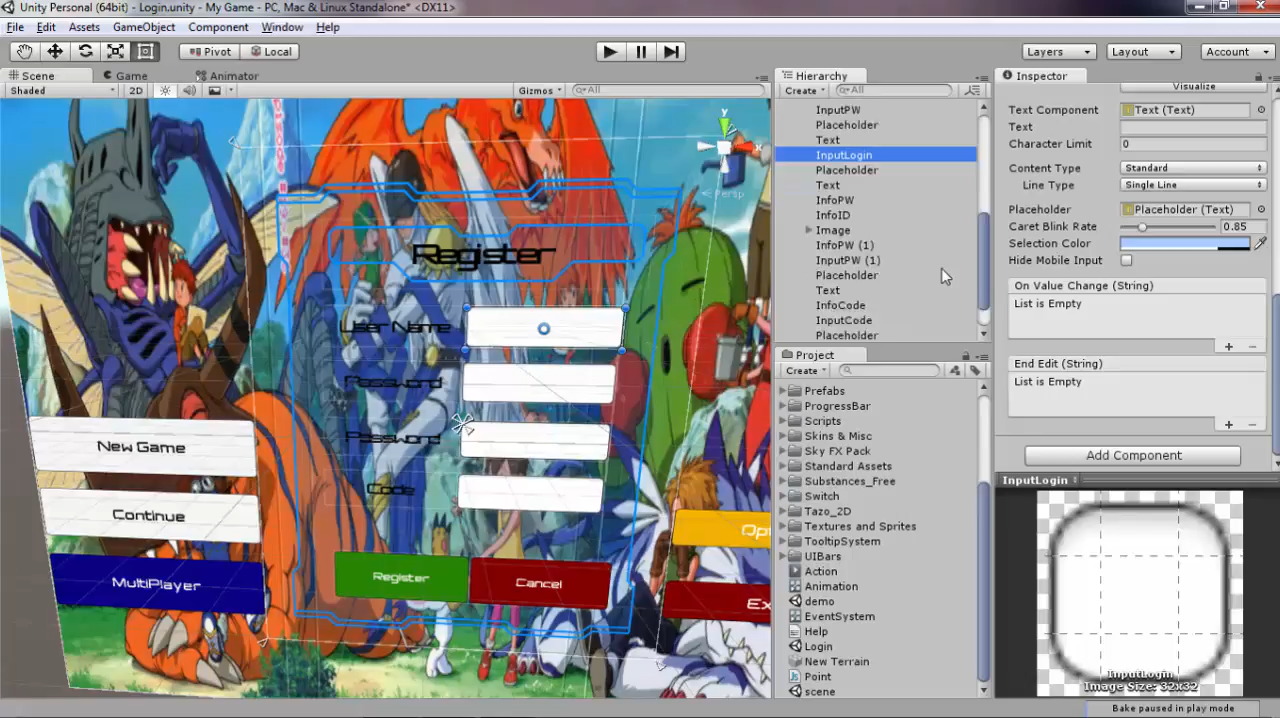 Unity Personal (64bit) - Login.unity - My Game - PC, Mac & Linux Standalone* <DX11>
File Edit Assets GameObject Component Window Help
Pivot Local Layers Layout Account
Scene Game Animator
Shaded 2D Gizmos All
y
x
Persp
Register
User Name
Password
Password
Code
New Game
Continue
MultiPlayer
Register
Cancel
Opti
Ex
Hierarchy
Create All
InputPW
Placeholder
Text
InputLogin
Placeholder
Text
InfoPW
InfoID
Image
InfoPW (1)
InputPW (1)
Placeholder
Text
InfoCode
InputCode
Placeholder
Project
Create
Prefabs
ProgressBar
Scripts
Skins & Misc
Sky FX Pack
Standard Assets
Substances_Free
Switch
Tazo_2D
Textures and Sprites
TooltipSystem
UIBars
Action
Animation
demo
EventSystem
Help
Login
New Terrain
Point
scene
Inspector
Visualize
Text Component Text (Text)
Text
Character Limit 0
Content Type Standard
Line Type Single Line
Placeholder Placeholder (Text)
Caret Blink Rate 0.85
Selection Color
Hide Mobile Input
On Value Change (String)
List is Empty
End Edit (String)
List is Empty
Add Component
InputLogin
InputLogin
Image Size: 32x32
Bake paused in play mode